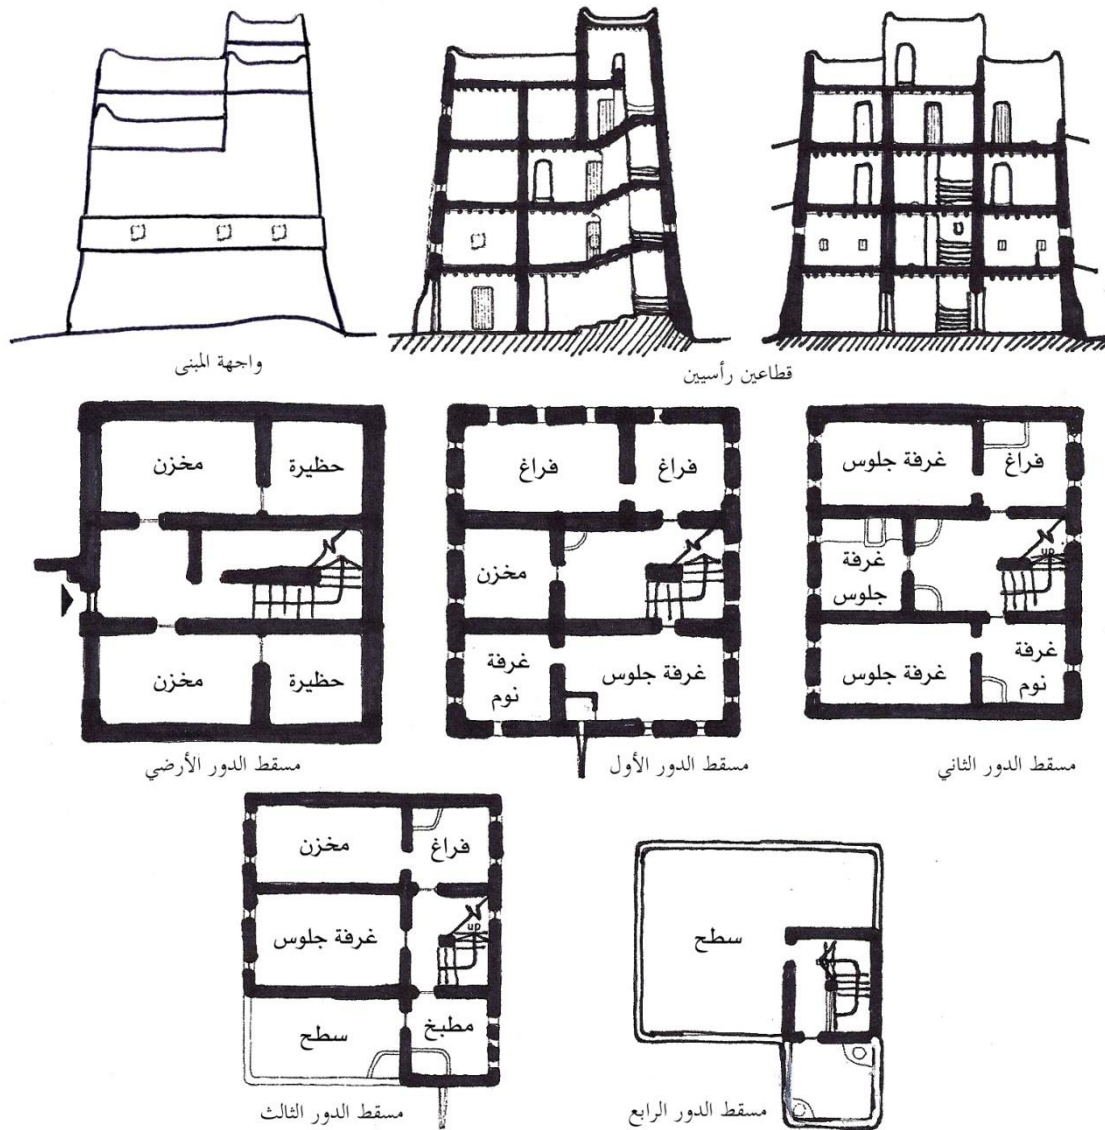 واجهة المبنى
قطاعين رأسيين
مخزن
حظيرة
مخزن
حظيرة
مسقط الدور الأرضي
فراغ
فراغ
مخزن
غرفة
نوم
غرفة جلوس
مسقط الدور الأول
غرفة جلوس
فراغ
غرفة
جلوس
UP
غرفة جلوس
غرفة
نوم
مسقط الدور الثاني
مخزن
فراغ
غرفة جلوس
UP
سطح
مطبخ
مسقط الدور الثالث
سطح
مسقط الدور الرابع